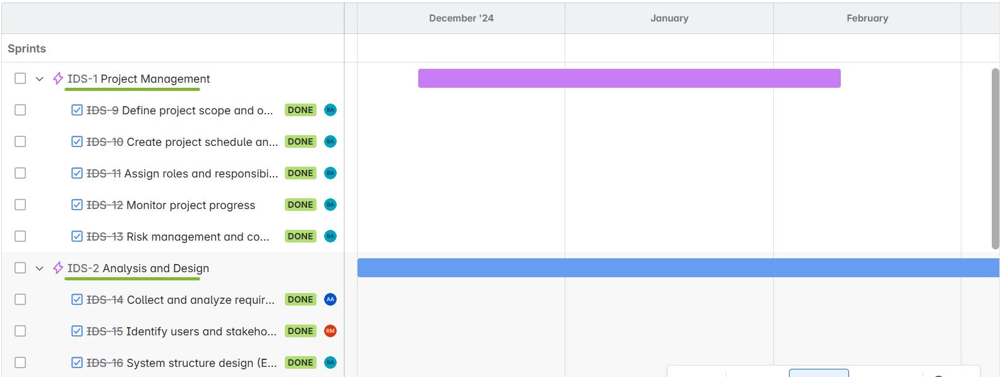 December '24 January February
Sprints
IDS-1 Project Management
IDS-9 Define project scope and o... DONE BA
IDS-10 Create project schedule an... DONE BA
IDS-11 Assign roles and responsibi... DONE BA
IDS-12 Monitor project progress DONE BA
IDS-13 Risk management and co... DONE BA
IDS-2 Analysis and Design
IDS-14 Collect and analyze requir... DONE AA
IDS-15 Identify users and stakeho... DONE RM
IDS-16 System structure design (E... DONE BA